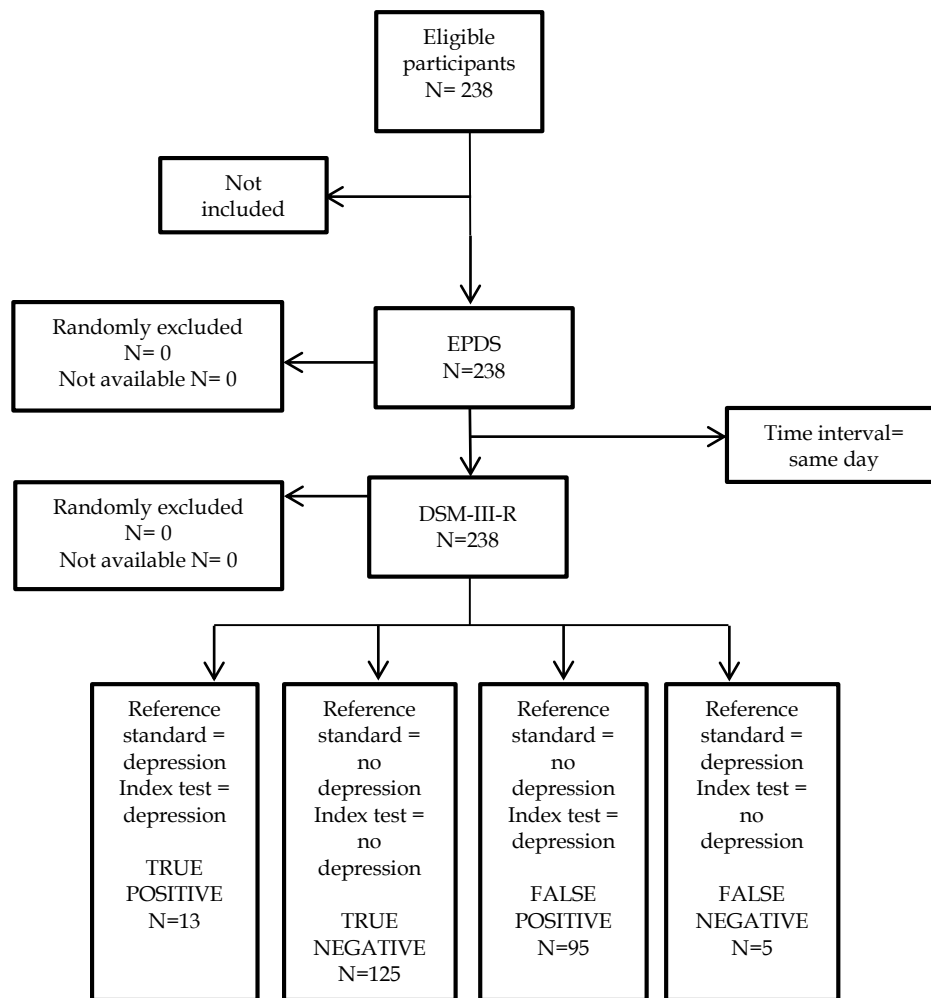 Eligible
participants
N= 238
Not
included
Randomly excluded
N= 0
Not available N= 0
EPDS
N=238
Time interval=
same day
Randomly excluded
N= 0
Not available N= 0
DSM-III-R
N=238
Reference
standard =
depression
Index test =
depression
TRUE
POSITIVE
N=13
Reference
standard =
no
depression
Index test =
no
depression
TRUE
NEGATIVE
N=125
Reference
standard =
no
depression
Index test =
depression
FALSE
POSITIVE
N=95
Reference
standard =
depression
Index test =
no
depression
FALSE
NEGATIVE
N=5